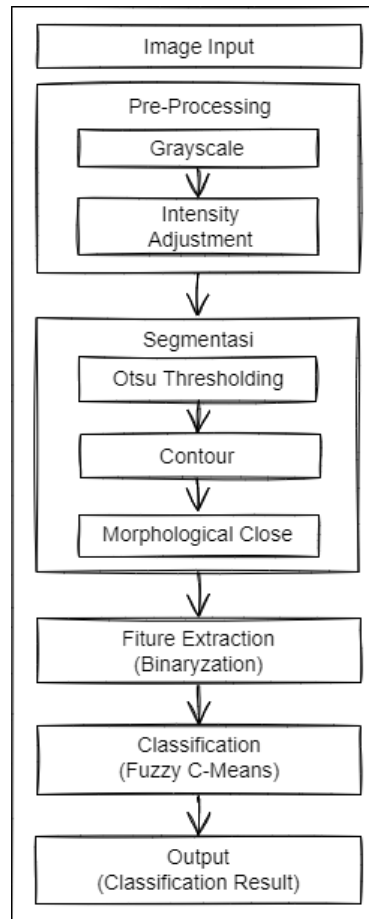 Image Input
Pre-Processing
Grayscale
Intensity
Adjustment
Segmentasi
Otsu Thresholding
Contour
Morphological Close
Fiture Extraction
(Binaryzation)
Classification
(Fuzzy C-Means)
Output
(Classification Result)